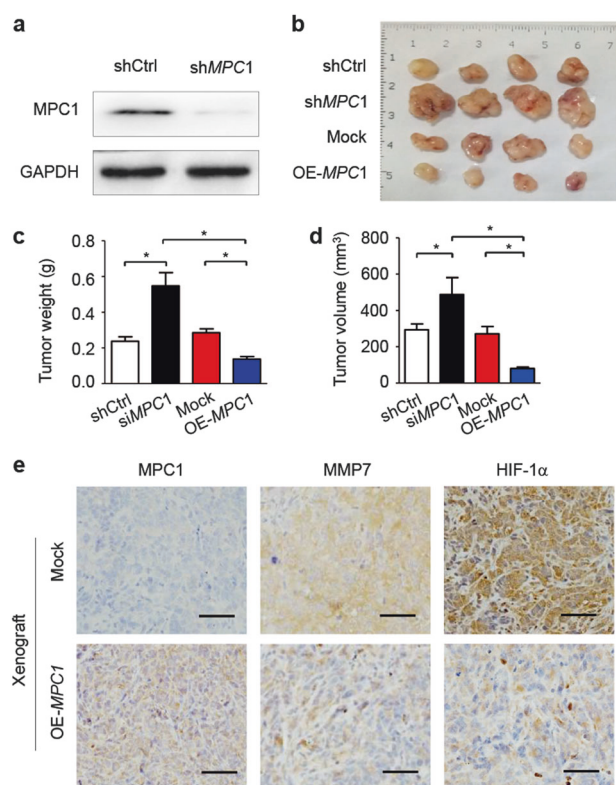 a
shCtrl shMPC1
MPC1
GAPDH
b
1 2 3 4 5 6 7
1
2
3
4
5
shCtrl
shMPC1
Mock
OE-MPC1
c
Tumor weight (g)
0.8
0.6
0.4
0.2
0.0
* * *
shCtrl
siMPC1
Mock
OE-MPC1
d
Tumor volume (mm³)
800
600
400
200
0
* * *
shCtrl
siMPC1
Mock
OE-MPC1
e
MPC1 MMP7 HIF-1α
Xenograft
Mock
OE-MPC1